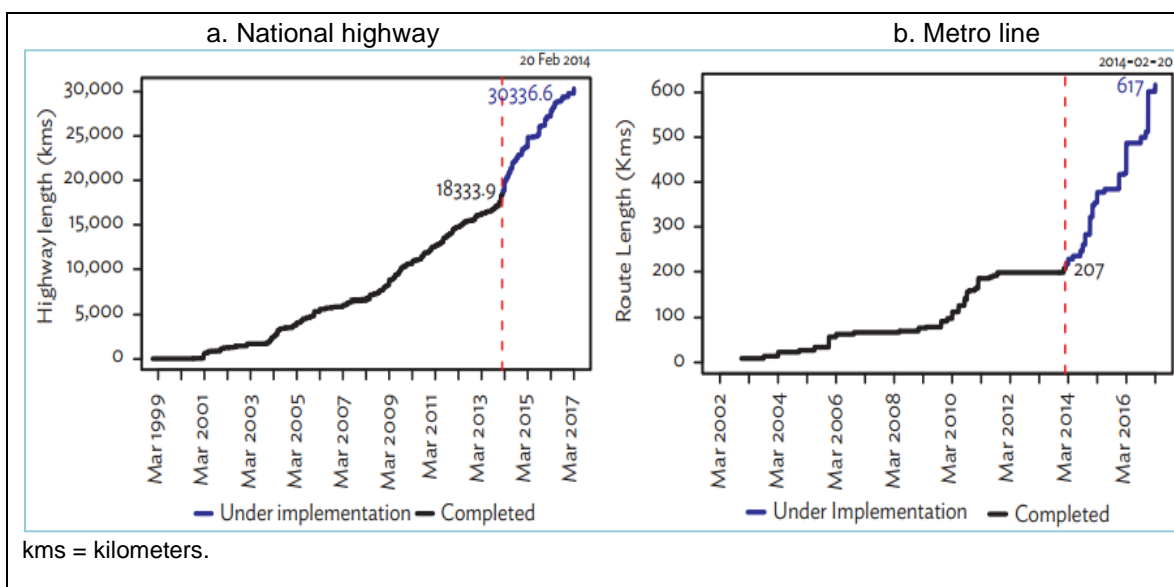 a. National highway
20 Feb 2014
Highway length (kms)
30,000
25,000
20,000
15,000
10,000
5,000
0
30336.6
18333.9
Mar 1999
Mar 2001
Mar 2003
Mar 2005
Mar 2007
Mar 2009
Mar 2011
Mar 2013
Mar 2015
Mar 2017
Under implementation
Completed
b. Metro line
2014-02-20
Route Length (Kms)
600
500
400
300
200
100
0
617
207
Mar 2002
Mar 2004
Mar 2006
Mar 2008
Mar 2010
Mar 2012
Mar 2014
Mar 2016
Under Implementation
Completed
kms = kilometers.